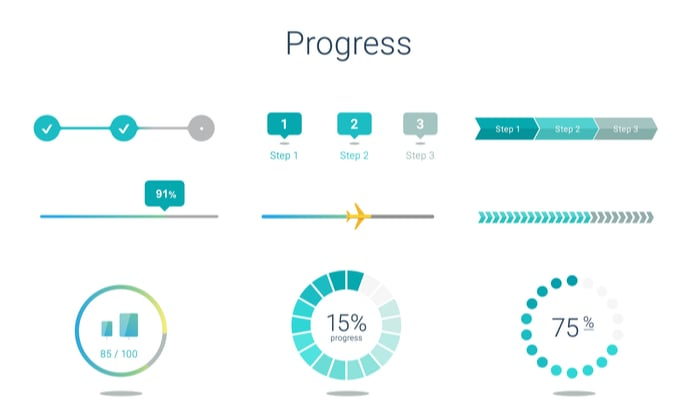 Progress
1
2
3
Step 1
Step 2
Step 3
Step 1
Step 2
Step 3
91%
85 / 100
15%
progress
75 %